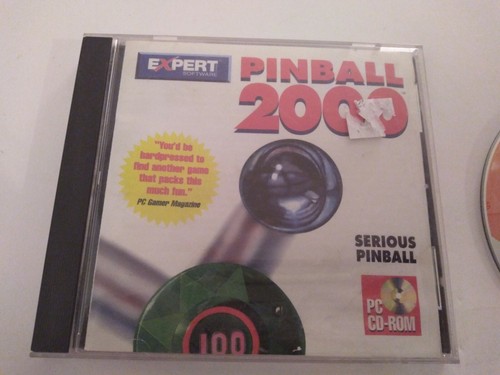 EXPERT
SOFTWARE
PINBALL
2000
"You'd be
hardpressed to
find another game
that packs this
much fun."
PC Gamer Magazine
SERIOUS
PINBALL
PC
CD-ROM
100